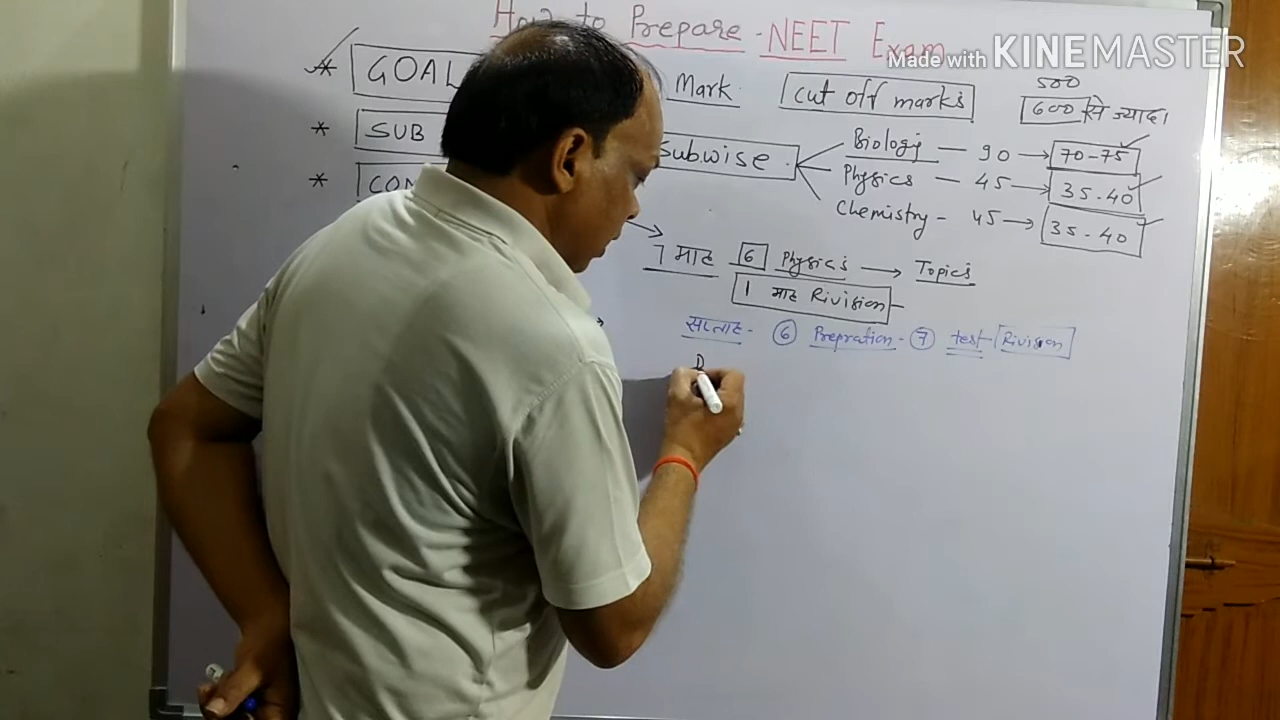 How to Prepare - NEET Exam
Made with KINEMASTER
* GOAL Mark cut off marks 500
600 से ज्यादा
* SUB Subwise Biology - 90 → 70-75
* CON Physics - 45 → 35-40
Chemistry - 45 → 35-40
7 माह 6 Physics → Topics
1 माह Rivision
सप्ताह - 6 Prepration - 7 test - Rivision
D